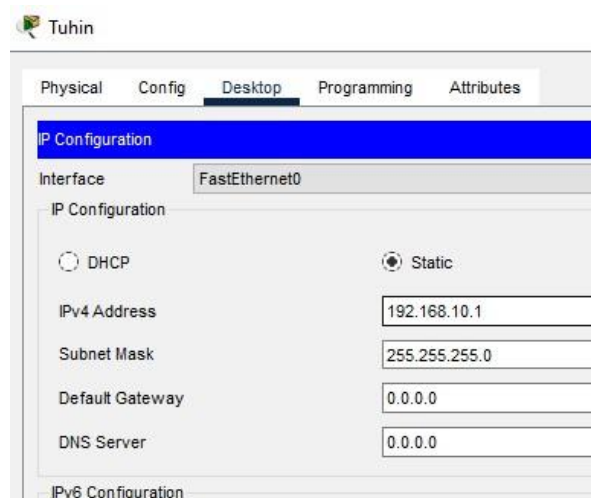 Tuhin
Physical Config Desktop Programming Attributes
IP Configuration
Interface FastEthernet0
IP Configuration
DHCP Static
IPv4 Address 192.168.10.1
Subnet Mask 255.255.255.0
Default Gateway 0.0.0.0
DNS Server 0.0.0.0
IPv6 Configuration